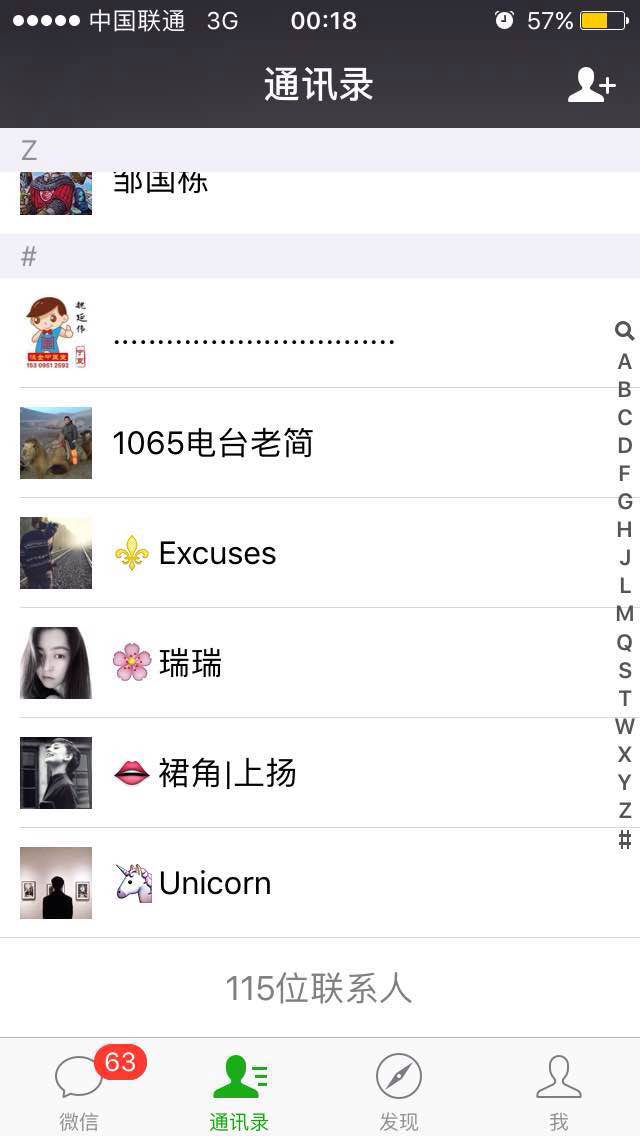 中国联通 3G 00:18 57%
通讯录
Z
邹国栋
#
................................
1065电台老简
⚜️Excuses
🌸瑞瑞
👄裙角|上扬
🦄Unicorn
115位联系人
A
B
C
D
F
G
H
J
L
M
Q
S
T
W
X
Y
Z
#
63
微信 通讯录 发现 我